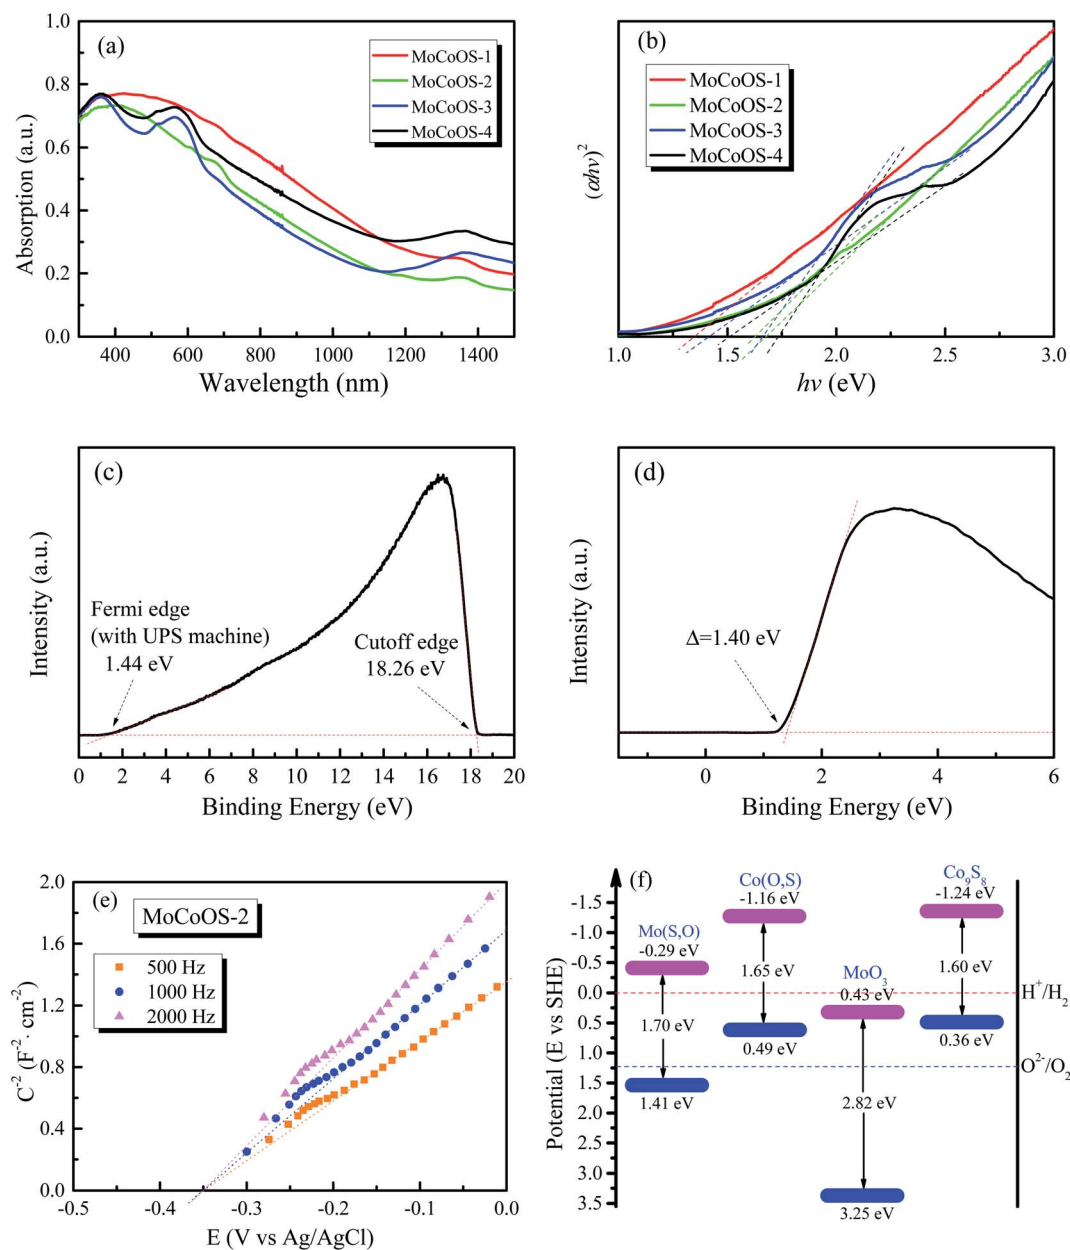 (a)
MoCoOS-1
MoCoOS-2
MoCoOS-3
MoCoOS-4
Absorption (a.u.)
1.0
0.8
0.6
0.4
0.2
0.0
400 600 800 1000 1200 1400
Wavelength (nm)
(b)
MoCoOS-1
MoCoOS-2
MoCoOS-3
MoCoOS-4
(αhν)²
1.0 1.5 2.0 2.5 3.0
hν (eV)
(c)
Fermi edge
(with UPS machine)
1.44 eV
Cutoff edge
18.26 eV
Intensity (a.u.)
0 2 4 6 8 10 12 14 16 18 20
Binding Energy (eV)
(d)
Δ=1.40 eV
Intensity (a.u.)
0 2 4 6
Binding Energy (eV)
(e)
MoCoOS-2
500 Hz
1000 Hz
2000 Hz
C⁻² (F⁻²· cm⁻²)
2.0
1.6
1.2
0.8
0.4
0.0
-0.5 -0.4 -0.3 -0.2 -0.1 0.0
E (V vs Ag/AgCl)
(f)
Potential (E vs SHE)
-1.5
-1.0
-0.5
0.0
0.5
1.0
1.5
2.0
2.5
3.0
3.5
Mo(S,O)
-0.29 eV
1.70 eV
1.41 eV
Co(O,S)
-1.16 eV
1.65 eV
0.49 eV
MoO₃
0.43 eV
2.82 eV
3.25 eV
Co₉S₈
-1.24 eV
1.60 eV
0.36 eV
H⁺/H₂
O²⁻/O₂